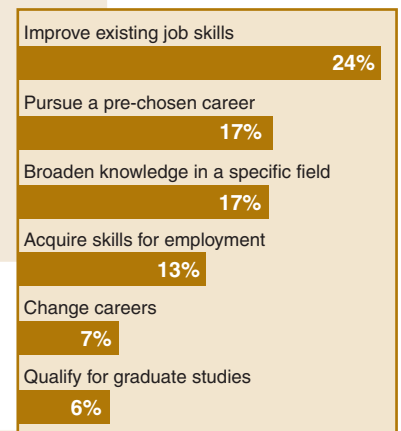 Improve existing job skills
24%
Pursue a pre-chosen career
17%
Broaden knowledge in a specific field
17%
Acquire skills for employment
13%
Change careers
7%
Qualify for graduate studies
6%